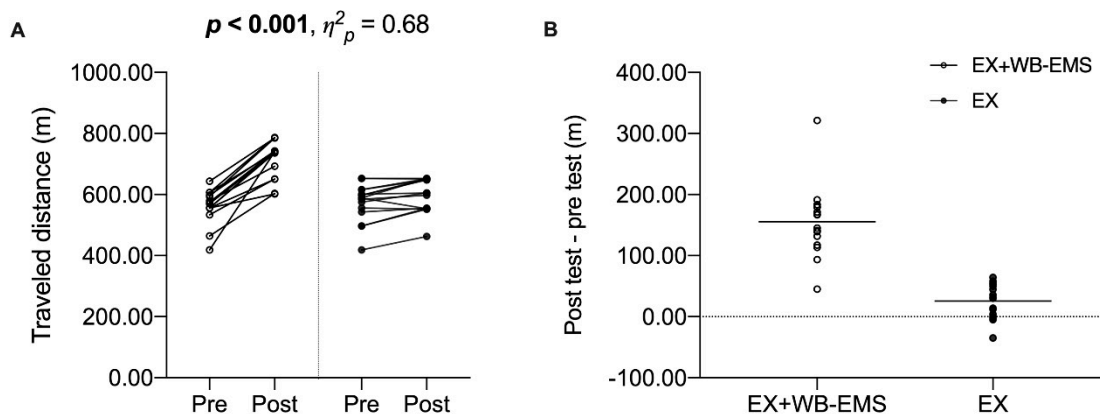 A
p < 0.001, η²p = 0.68
Traveled distance (m)
1000.00
800.00
600.00
400.00
200.00
0.00
Pre Post Pre Post
B
EX+WB-EMS
EX
Post test - pre test (m)
400.00
300.00
200.00
100.00
0.00
-100.00
EX+WB-EMS EX